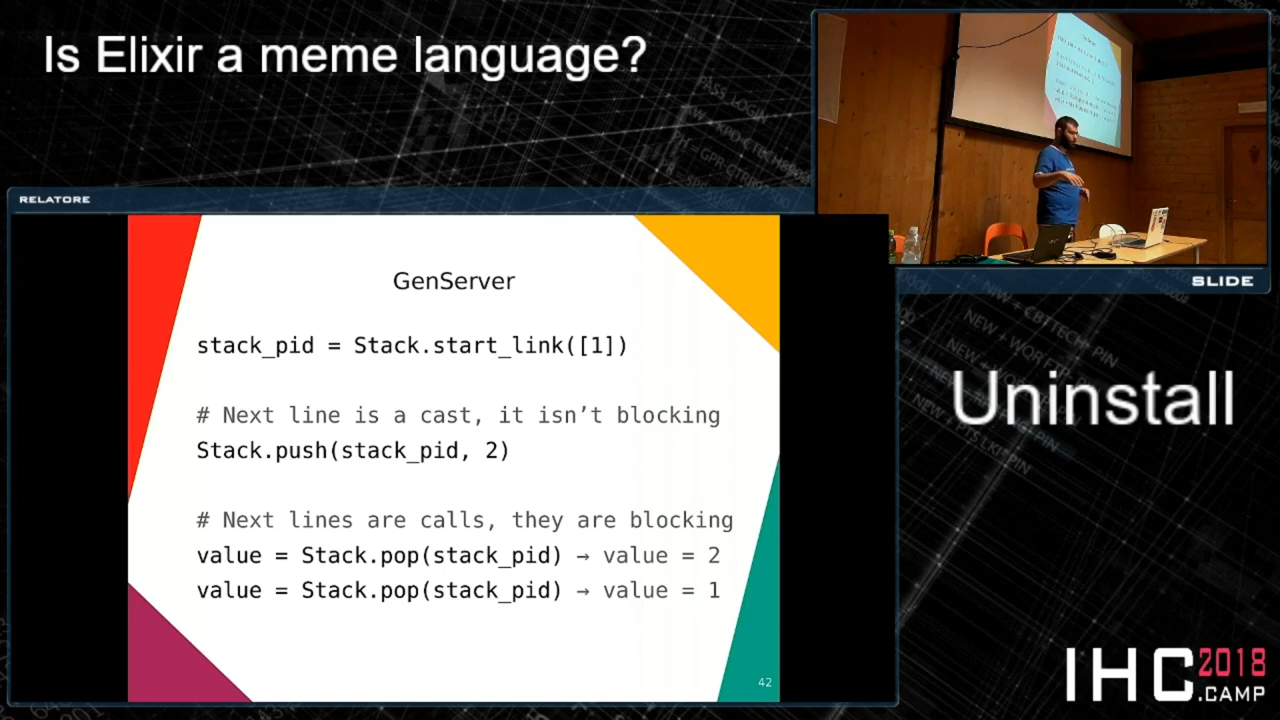 Is Elixir a meme language?
RELATORE
GenServer
stack_pid = Stack.start_link([1])
# Next line is a cast, it isn’t blocking
Stack.push(stack_pid, 2)
# Next lines are calls, they are blocking
value = Stack.pop(stack_pid) → value = 2
value = Stack.pop(stack_pid) → value = 1
42
SLIDE
Uninstall
IHC 2018
.CAMP